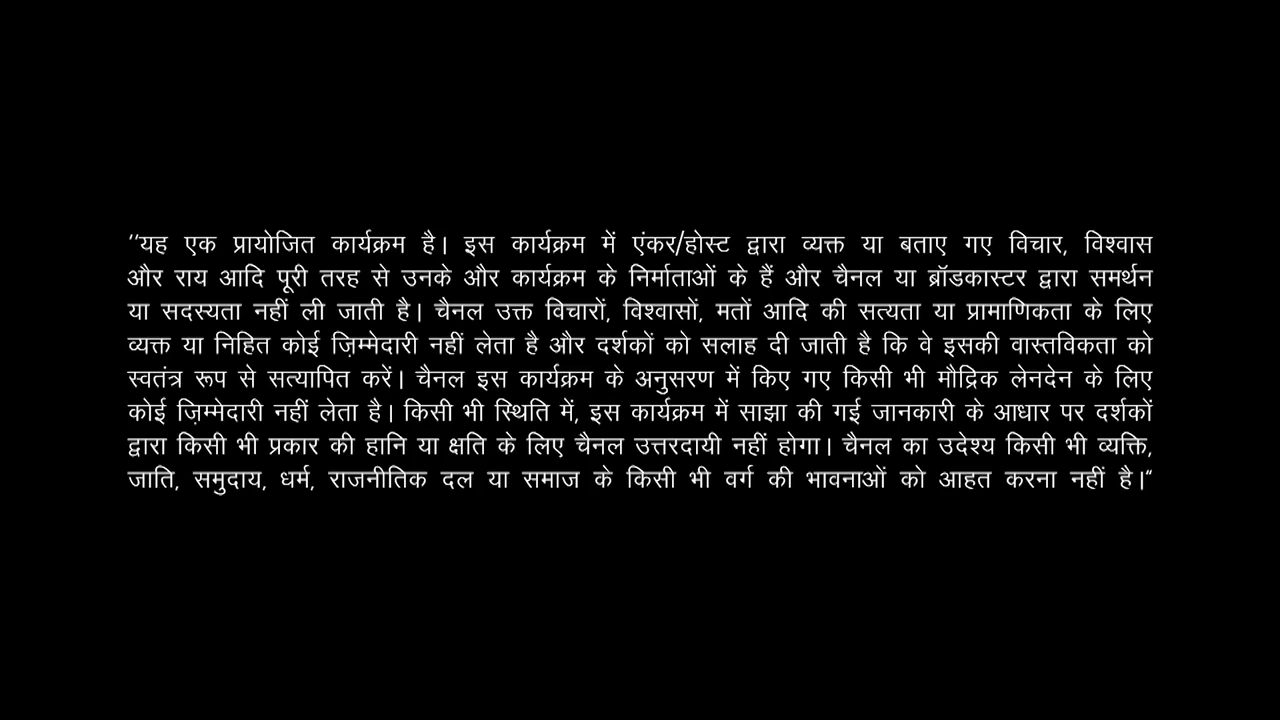 ‘‘यह एक प्रायोजित कार्यक्रम है। इस कार्यक्रम में एंकर/होस्ट द्वारा व्यक्त या बताए गए विचार, विश्वास
और राय आदि पूरी तरह से उनके और कार्यक्रम के निर्माताओं के हैं और चैनल या ब्रॉडकास्टर द्वारा समर्थन
या सदस्यता नहीं ली जाती है। चैनल उक्त विचारों, विश्वासों, मतों आदि की सत्यता या प्रामाणिकता के लिए
व्यक्त या निहित कोई ज़िम्मेदारी नहीं लेता है और दर्शकों को सलाह दी जाती है कि वे इसकी वास्तविकता को
स्वतंत्र रूप से सत्यापित करें। चैनल इस कार्यक्रम के अनुसरण में किए गए किसी भी मौद्रिक लेनदेन के लिए
कोई ज़िम्मेदारी नहीं लेता है। किसी भी स्थिति में, इस कार्यक्रम में साझा की गई जानकारी के आधार पर दर्शकों
द्वारा किसी भी प्रकार की हानि या क्षति के लिए चैनल उत्तरदायी नहीं होगा। चैनल का उदेश्य किसी भी व्यक्ति,
जाति, समुदाय, धर्म, राजनीतिक दल या समाज के किसी भी वर्ग की भावनाओं को आहत करना नहीं है।“